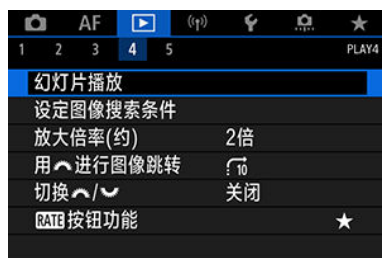 AF
1 2 3 4 5 PLAY4
幻灯片播放
设定图像搜索条件
放大倍率(约) 2倍
用进行图像跳转 10
切换/ 关闭
RATE按钮功能 ★